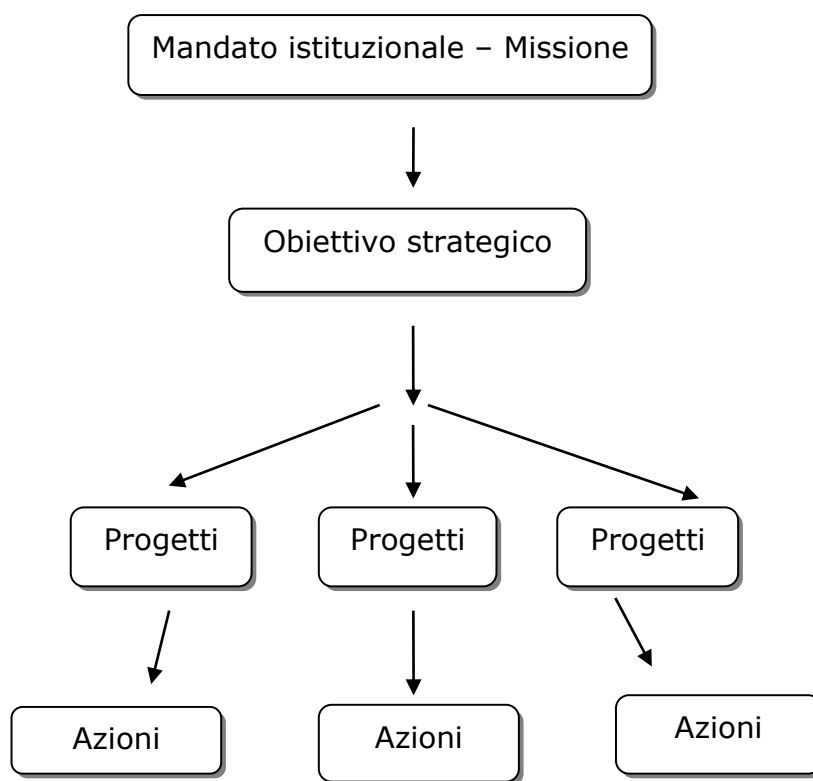 Mandato istituzionale – Missione
Obiettivo strategico
Progetti
Progetti
Progetti
Azioni
Azioni
Azioni